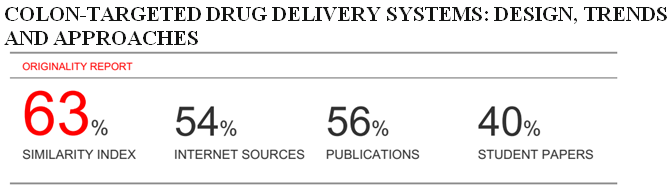 COLON-TARGETED DRUG DELIVERY SYSTEMS: DESIGN, TRENDS
AND APPROACHES
ORIGINALITY REPORT
63% 54% 56% 40%
SIMILARITY INDEX INTERNET SOURCES PUBLICATIONS STUDENT PAPERS